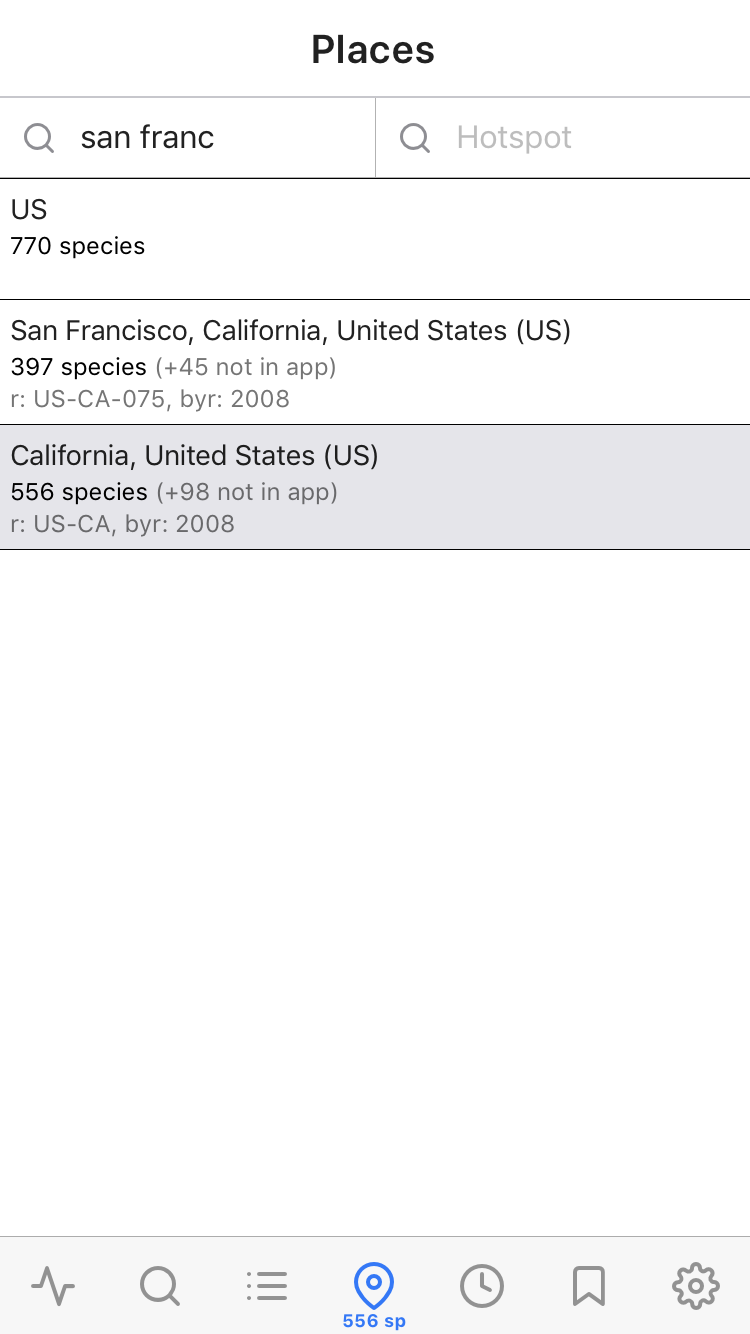 Places
san franc
Hotspot
US
770 species
San Francisco, California, United States (US)
397 species (+45 not in app)
r: US-CA-075, byr: 2008
California, United States (US)
556 species (+98 not in app)
r: US-CA, byr: 2008
556 sp